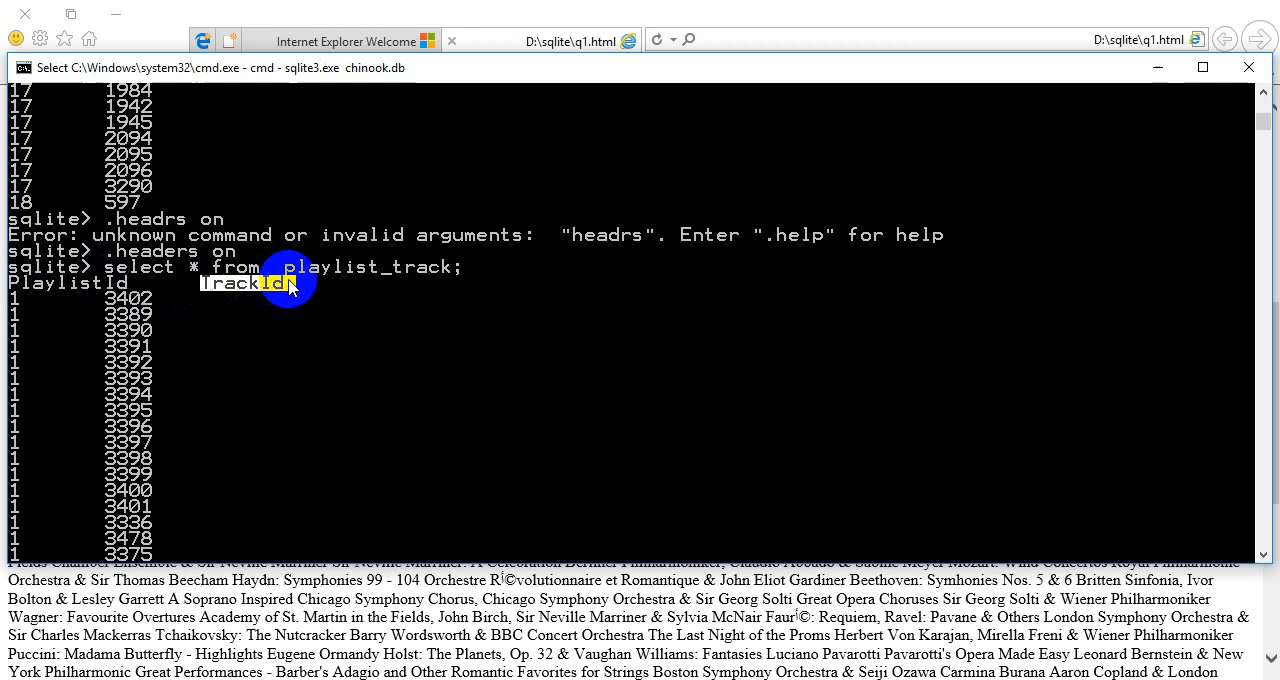 Internet Explorer Welcome
D:\sqlite\q1.html
D:\sqlite\q1.html
Select C:\Windows\system32\cmd.exe - cmd - sqlite3.exe chinook.db
17 1984
17 1942
17 1945
17 2094
17 2095
17 2096
17 3290
18 597
sqlite> .headrs on
Error: unknown command or invalid arguments:  "headrs". Enter ".help" for help
sqlite> .headers on
sqlite> select * from  playlist_track;
PlaylistId TrackId
1 3402
1 3389
1 3390
1 3391
1 3392
1 3393
1 3394
1 3395
1 3396
1 3397
1 3398
1 3399
1 3400
1 3401
1 3336
1 3478
1 3375
Orchestra & Sir Thomas Beecham Haydn: Symphonies 99 - 104 Orchestre RÃ©volutionnaire et Romantique & John Eliot Gardiner Beethoven: Symhonies Nos. 5 & 6 Britten Sinfonia, Ivor
Bolton & Lesley Garrett A Soprano Inspired Chicago Symphony Chorus, Chicago Symphony Orchestra & Sir Georg Solti Great Opera Choruses Sir Georg Solti & Wiener Philharmoniker
Wagner: Favourite Overtures Academy of St. Martin in the Fields, John Birch, Sir Neville Marriner & Sylvia McNair FaurÃ©: Requiem, Ravel: Pavane & Others London Symphony Orchestra &
Sir Charles Mackerras Tchaikovsky: The Nutcracker Barry Wordsworth & BBC Concert Orchestra The Last Night of the Proms Herbert Von Karajan, Mirella Freni & Wiener Philharmoniker
Puccini: Madama Butterfly - Highlights Eugene Ormandy Holst: The Planets, Op. 32 & Vaughan Williams: Fantasies Luciano Pavarotti Pavarotti's Opera Made Easy Leonard Bernstein & New
York Philharmonic Great Performances - Barber's Adagio and Other Romantic Favorites for Strings Boston Symphony Orchestra & Seiji Ozawa Carmina Burana Aaron Copland & London